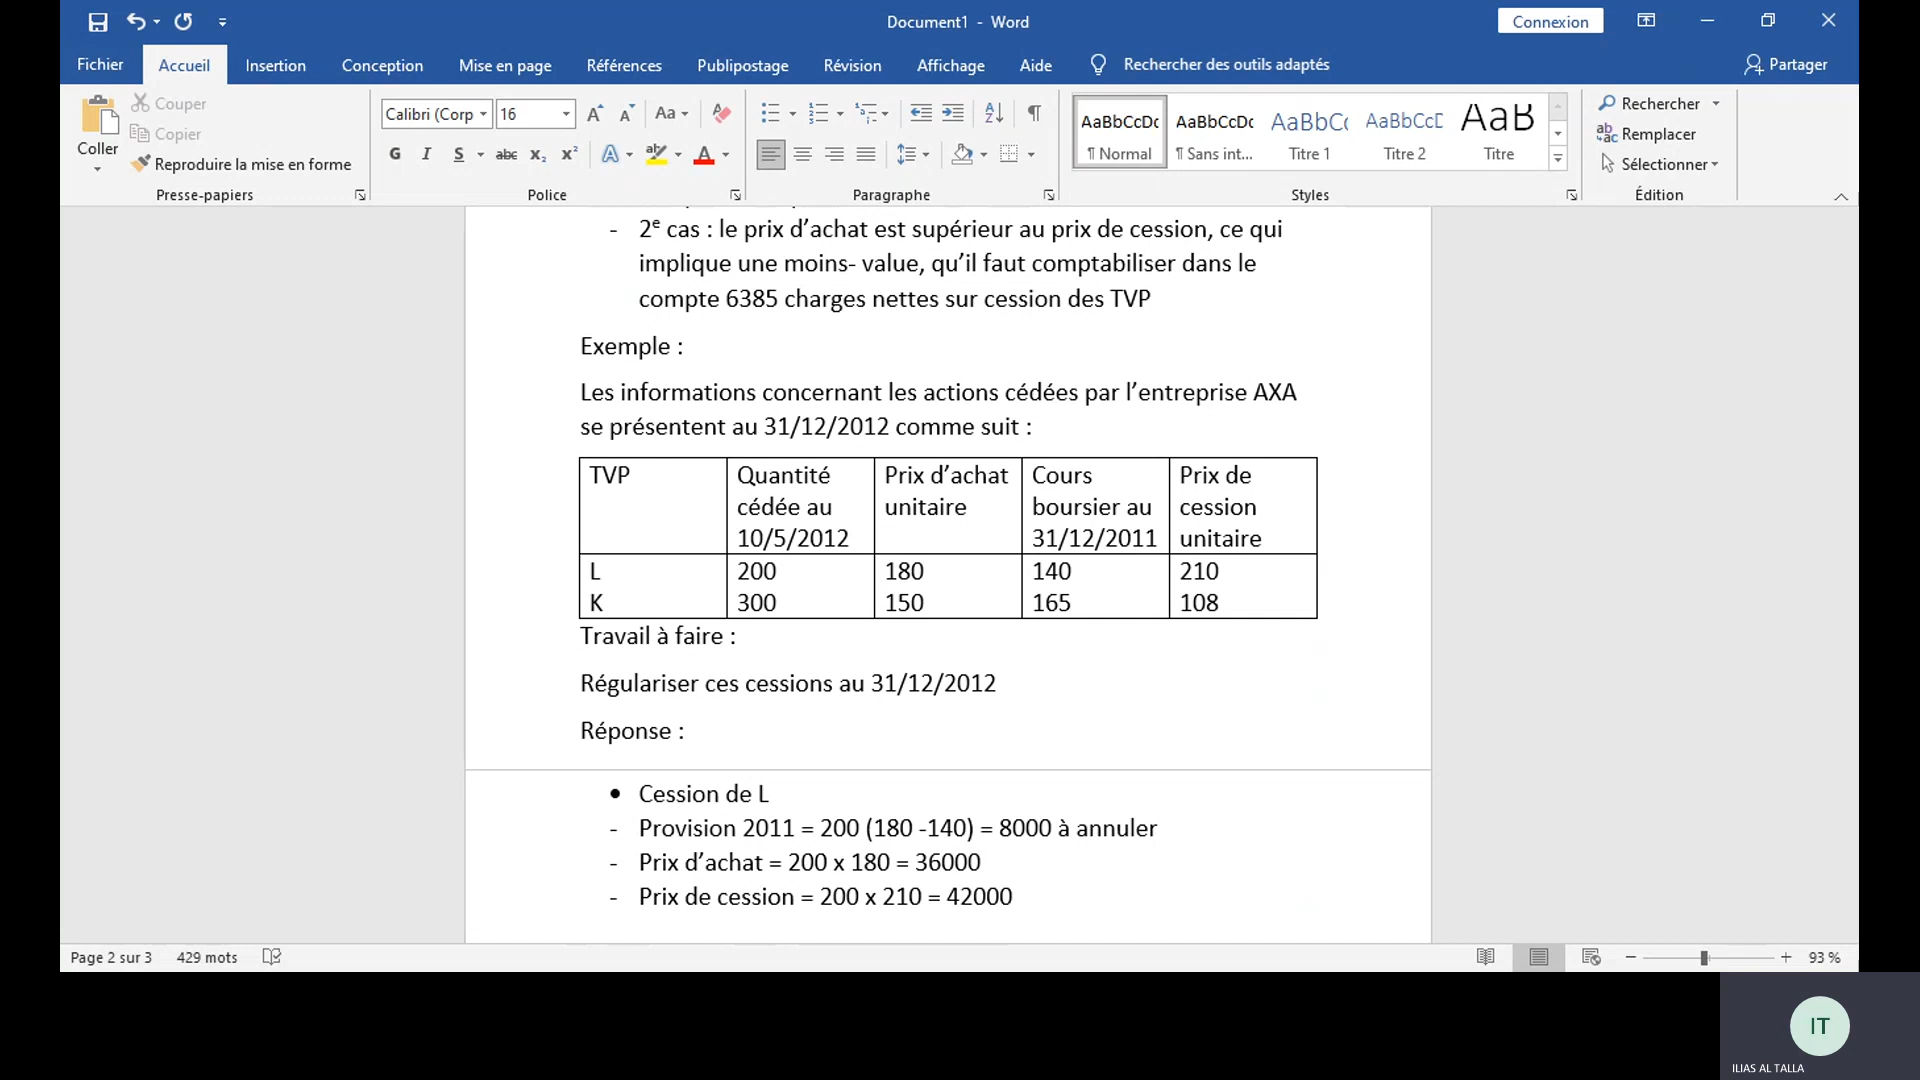 Document1 - Word
Connexion
Fichier Accueil Insertion Conception Mise en page Références Publipostage Révision Affichage Aide Rechercher des outils adaptés Partager
Coller
Couper
Copier
Reproduire la mise en forme
Presse-papiers
Calibri (Corp 16
Aa
G I S abc x₂ x² A A
Police
Paragraphe
AaBbCcDc AaBbCcDc AaBbC AaBbCcD AaB
¶ Normal ¶ Sans int... Titre 1 Titre 2 Titre
Styles
Rechercher
Remplacer
Sélectionner
Édition
- 2e cas : le prix d’achat est supérieur au prix de cession, ce qui
implique une moins- value, qu’il faut comptabiliser dans le
compte 6385 charges nettes sur cession des TVP
Exemple :
Les informations concernant les actions cédées par l’entreprise AXA
se présentent au 31/12/2012 comme suit :
TVP Quantité Prix d’achat Cours Prix de
cédée au unitaire boursier au cession
10/5/2012 31/12/2011 unitaire
L 200 180 140 210
K 300 150 165 108
Travail à faire :
Régulariser ces cessions au 31/12/2012
Réponse :
• Cession de L
- Provision 2011 = 200 (180 -140) = 8000 à annuler
- Prix d’achat = 200 x 180 = 36000
- Prix de cession = 200 x 210 = 42000
Page 2 sur 3 429 mots 93 %
IT
ILIAS AL TALLA